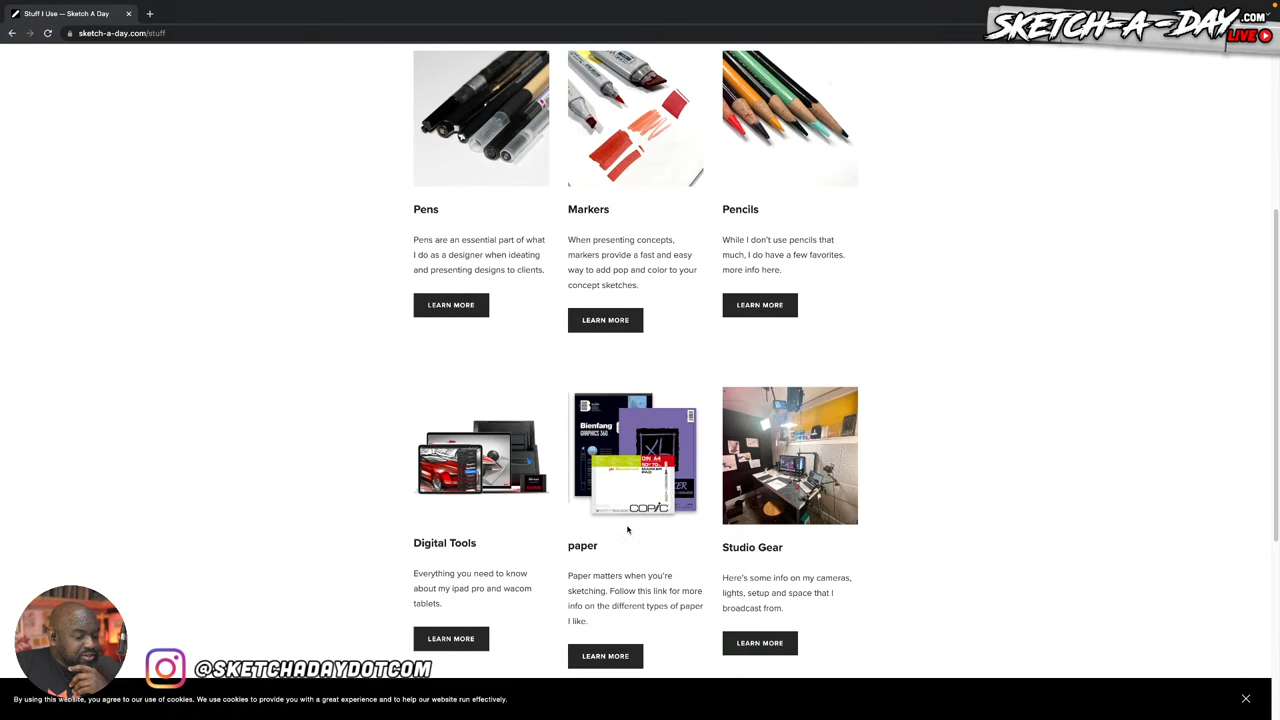 Stuff I Use — Sketch A Day
sketch-a-day.com/stuff
SKETCH-A-DAY.COM
LIVE
Pens
Markers
Pencils
Pens are an essential part of what
I do as a designer when ideating
and presenting designs to clients.
When presenting concepts,
markers provide a fast and easy
way to add pop and color to your
concept sketches.
While I don't use pencils that
much, I do have a few favorites.
more info here.
LEARN MORE
LEARN MORE
LEARN MORE
Bienfang
GRAPHICS 360
XL
COPIC
Digital Tools
paper
Studio Gear
Everything you need to know
about my ipad pro and wacom
tablets.
Paper matters when you're
sketching. Follow this link for more
info on the different types of paper
I like.
Here's some info on my cameras,
lights, setup and space that I
broadcast from.
LEARN MORE
LEARN MORE
LEARN MORE
@SKETCHADAYDOTCOM
By using this website, you agree to our use of cookies. We use cookies to provide you with a great experience and to help our website run effectively.